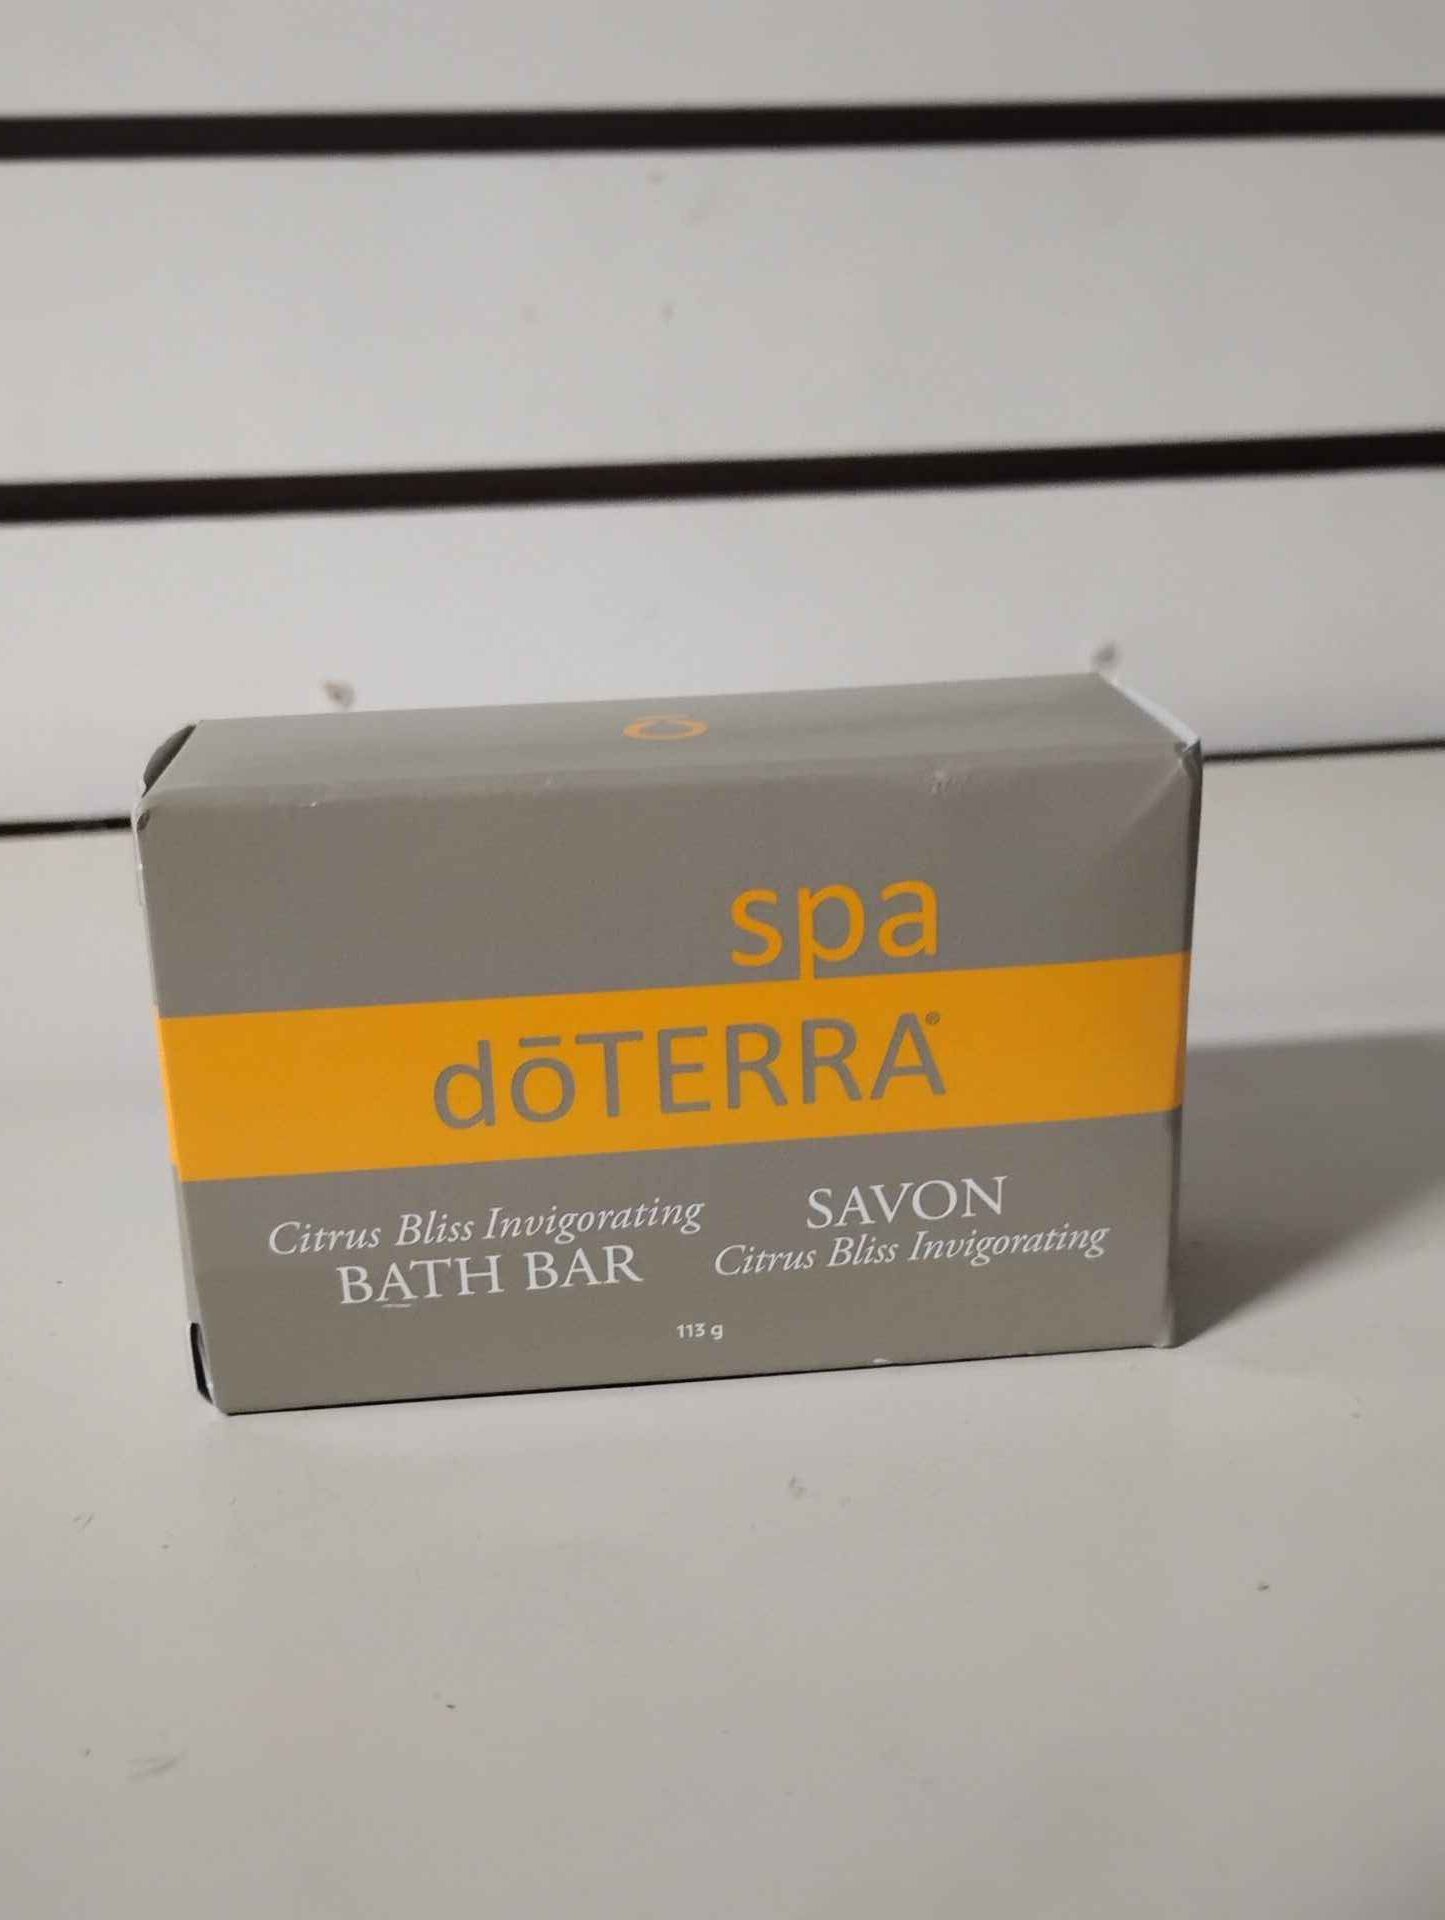 spa
dōTERRA®
Citrus Bliss Invigorating
BATH BAR
SAVON
Citrus Bliss Invigorating
113 g